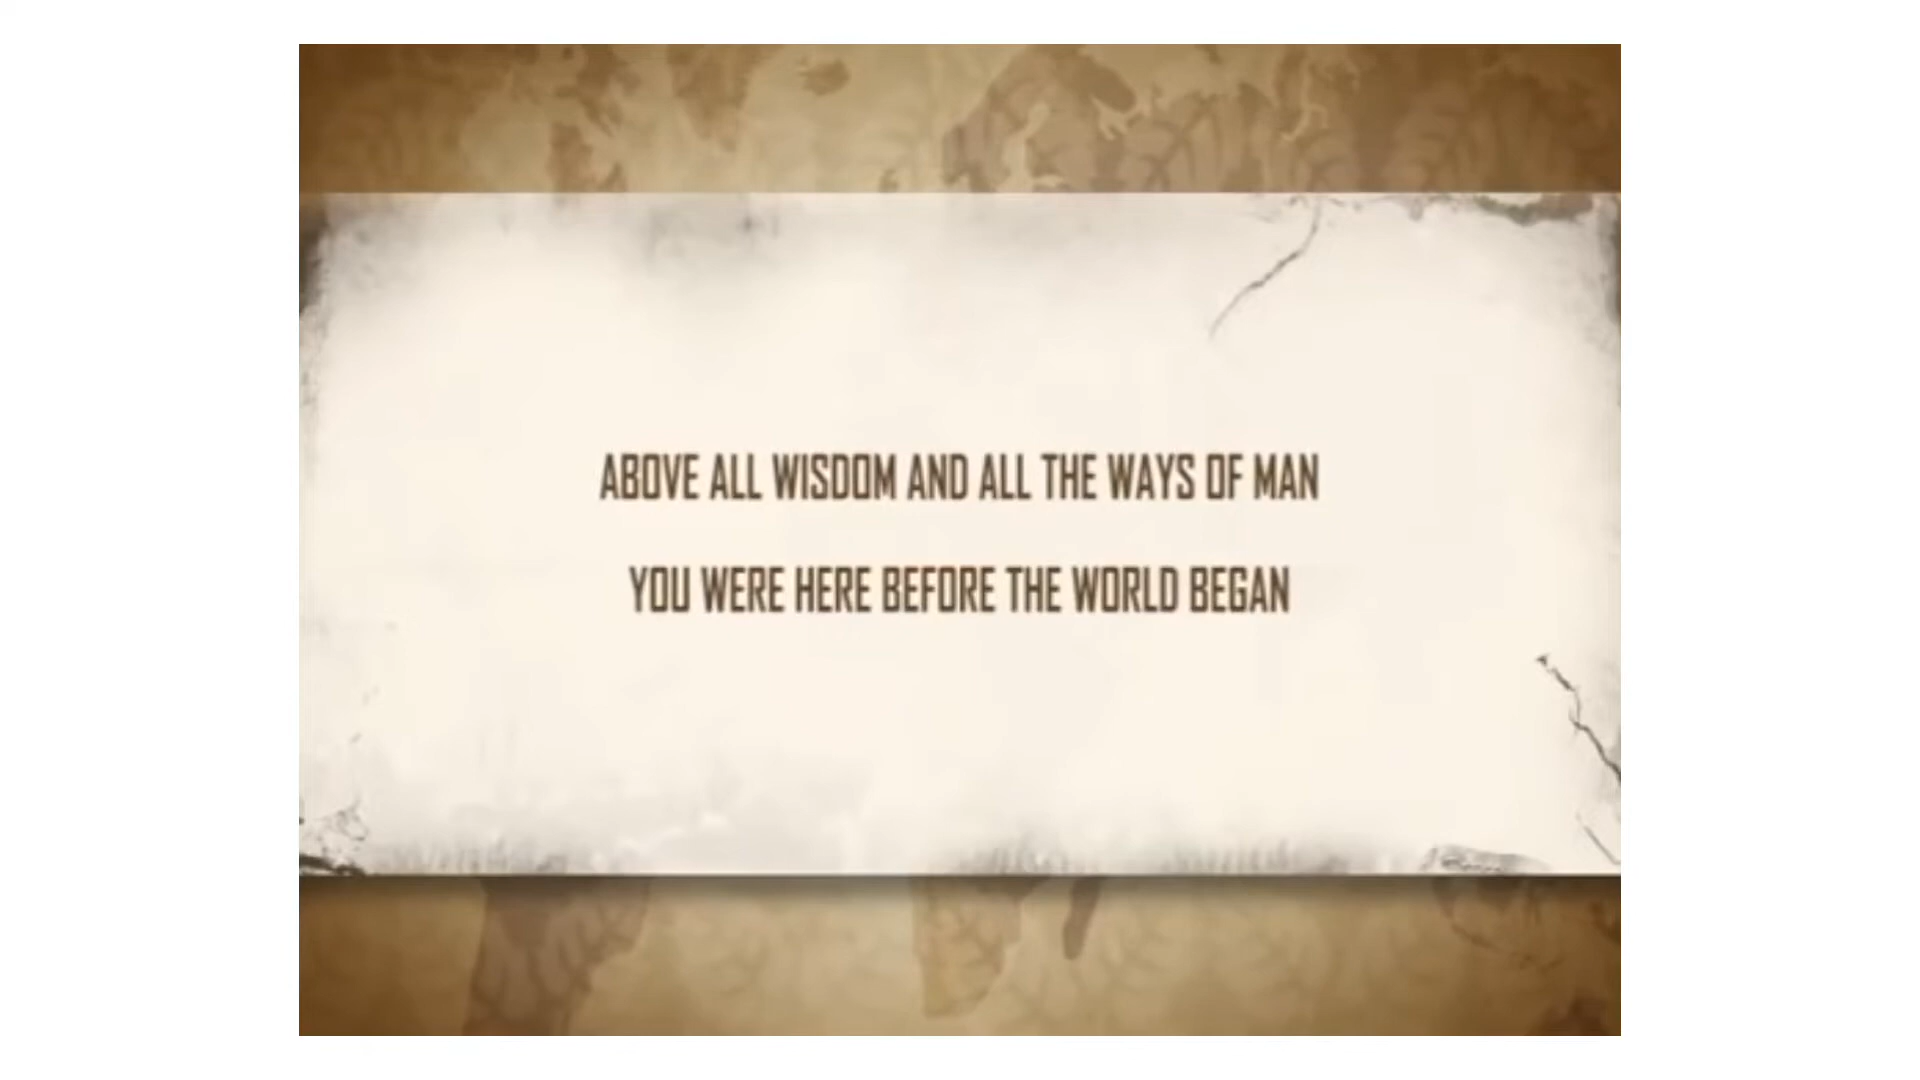 ABOVE ALL WISDOM AND ALL THE WAYS OF MAN
YOU WERE HERE BEFORE THE WORLD BEGAN